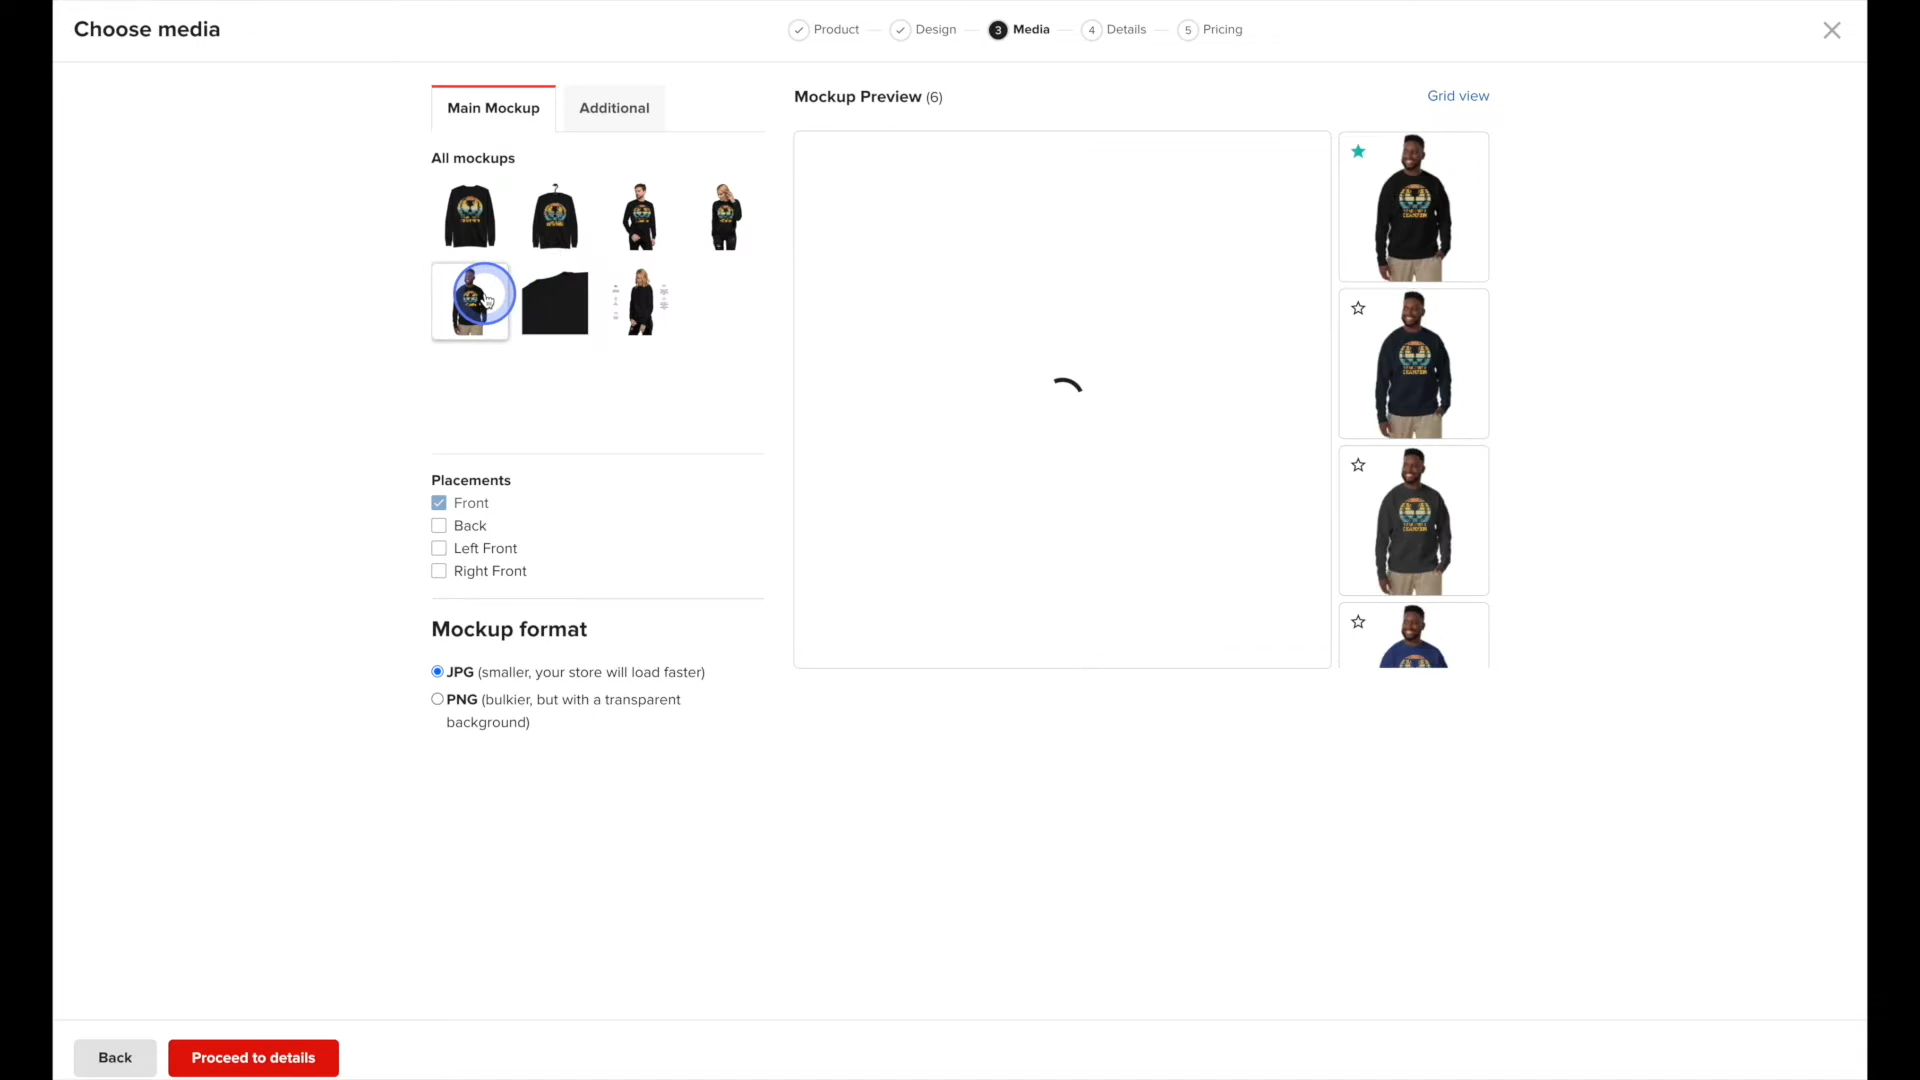 Choose media
Product
Design
3 Media
4 Details
5 Pricing
Main Mockup
Additional
Mockup Preview (6)
Grid view
All mockups
Placements
Front
Back
Left Front
Right Front
Mockup format
JPG (smaller, your store will load faster)
PNG (bulkier, but with a transparent
background)
Back
Proceed to details